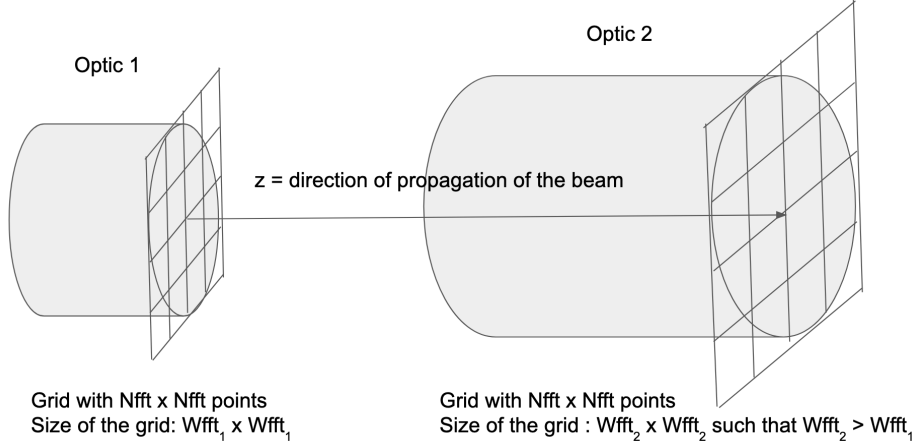 Optic 1
Optic 2
z = direction of propagation of the beam
Grid with Nfft x Nfft points
Size of the grid: Wfft₁ x Wfft₁
Grid with Nfft x Nfft points
Size of the grid : Wfft₂ x Wfft₂ such that Wfft₂ > Wfft₁